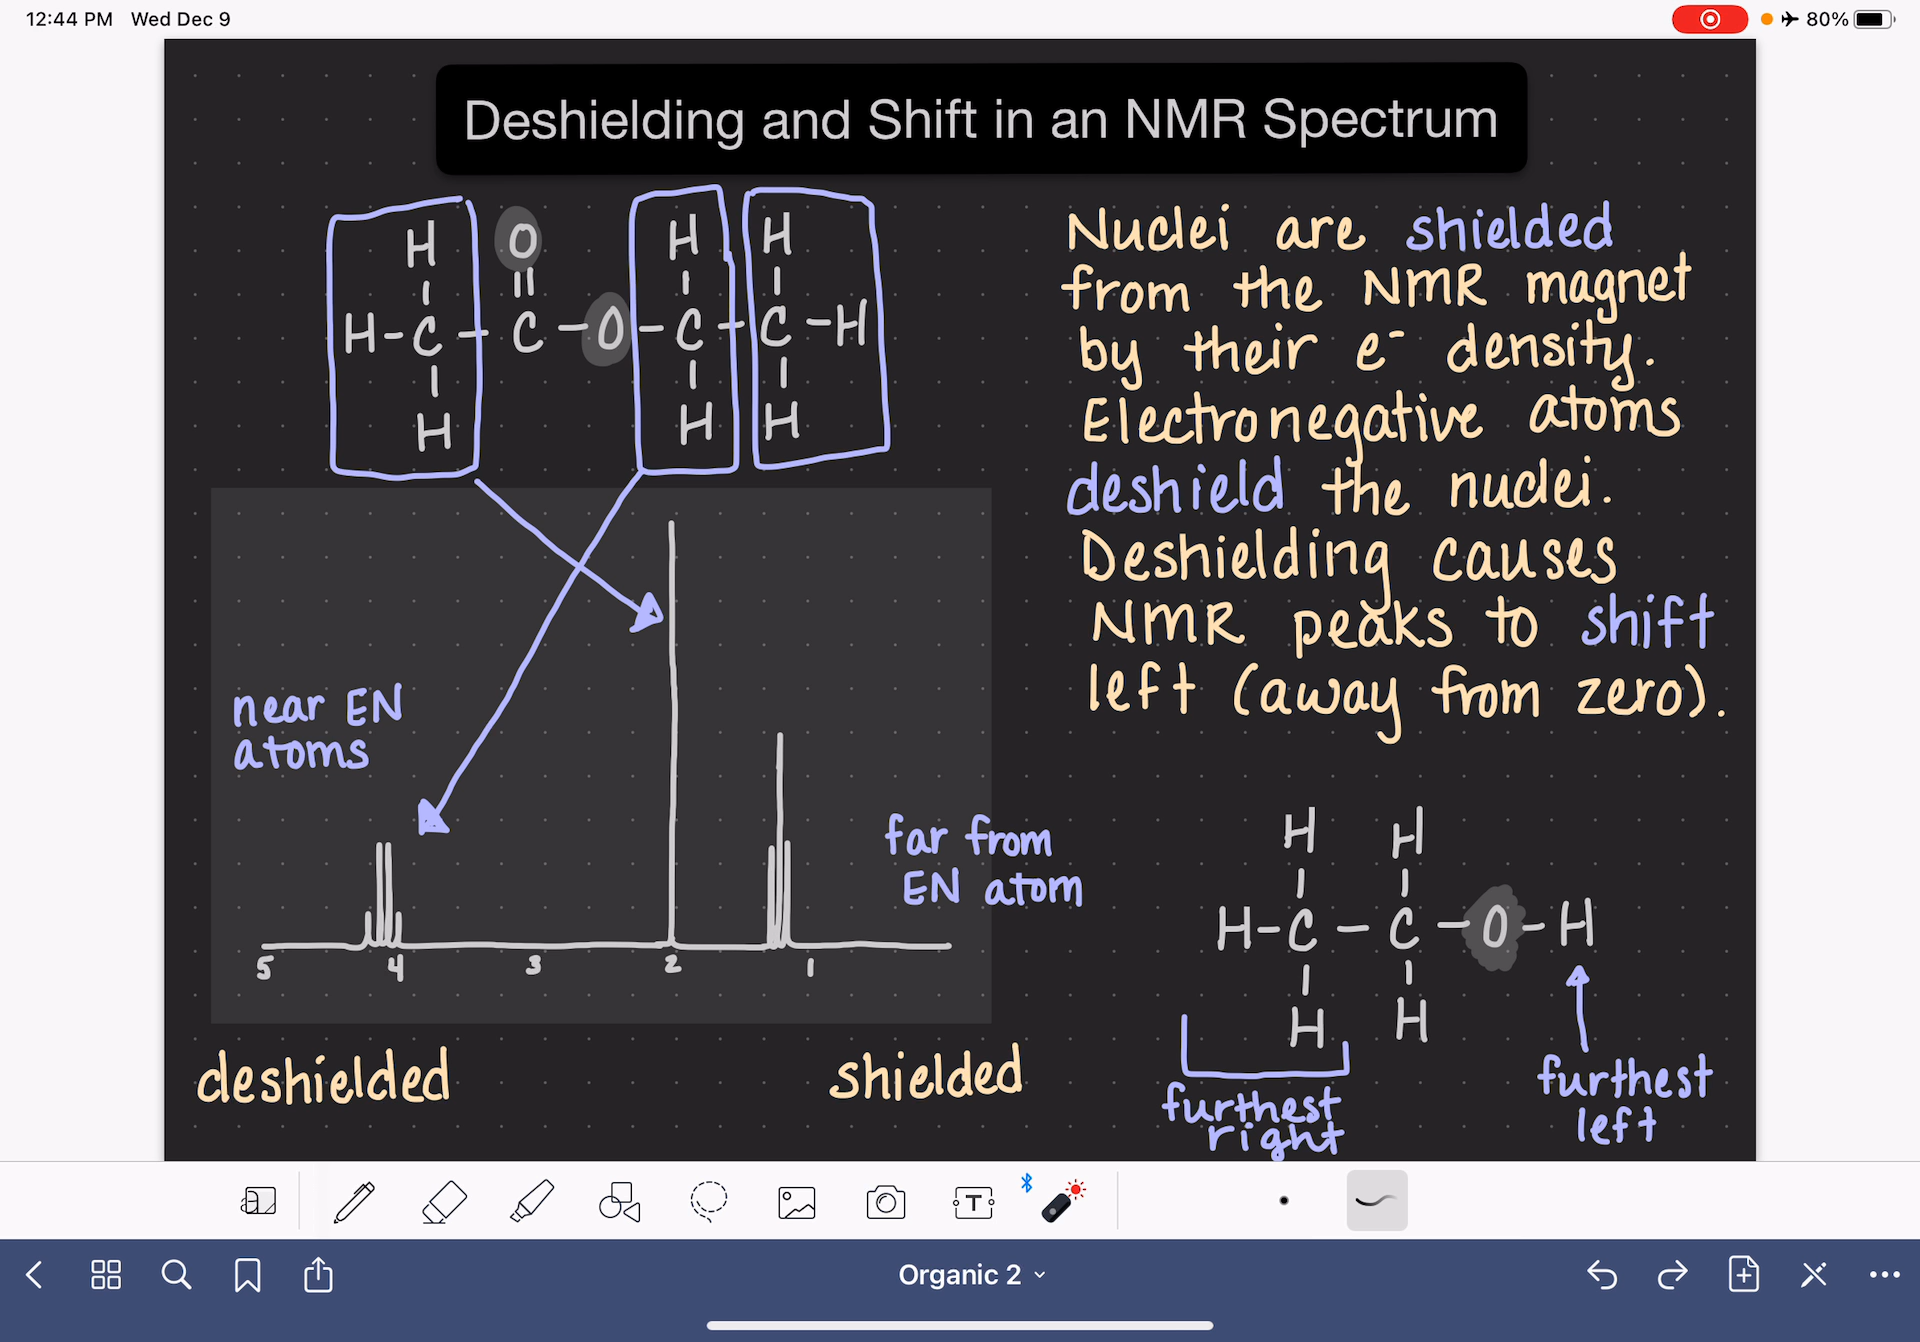 12:44 PM Wed Dec 9
80%
Deshielding and Shift in an NMR Spectrum
H O H H
H-C-C-O-C-C-H
H H H
Nuclei are shielded
from the NMR magnet
by their e⁻ density.
Electronegative atoms
deshield the nuclei.
Deshielding causes
NMR peaks to shift
left (away from zero).
near EN
atoms
far from
EN atom
5 4 3 2 1
deshielded
shielded
H H
H-C-C-O-H
H H
furthest
right
furthest
left
T
Organic 2